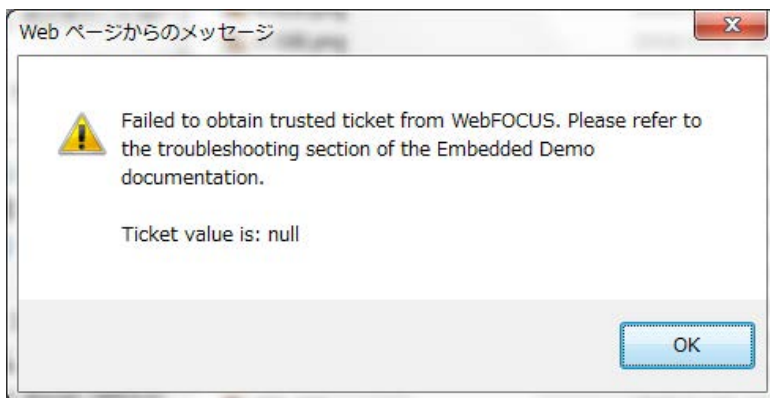 Web ページからのメッセージ
Failed to obtain trusted ticket from WebFOCUS. Please refer to
the troubleshooting section of the Embedded Demo
documentation.
Ticket value is: null
OK